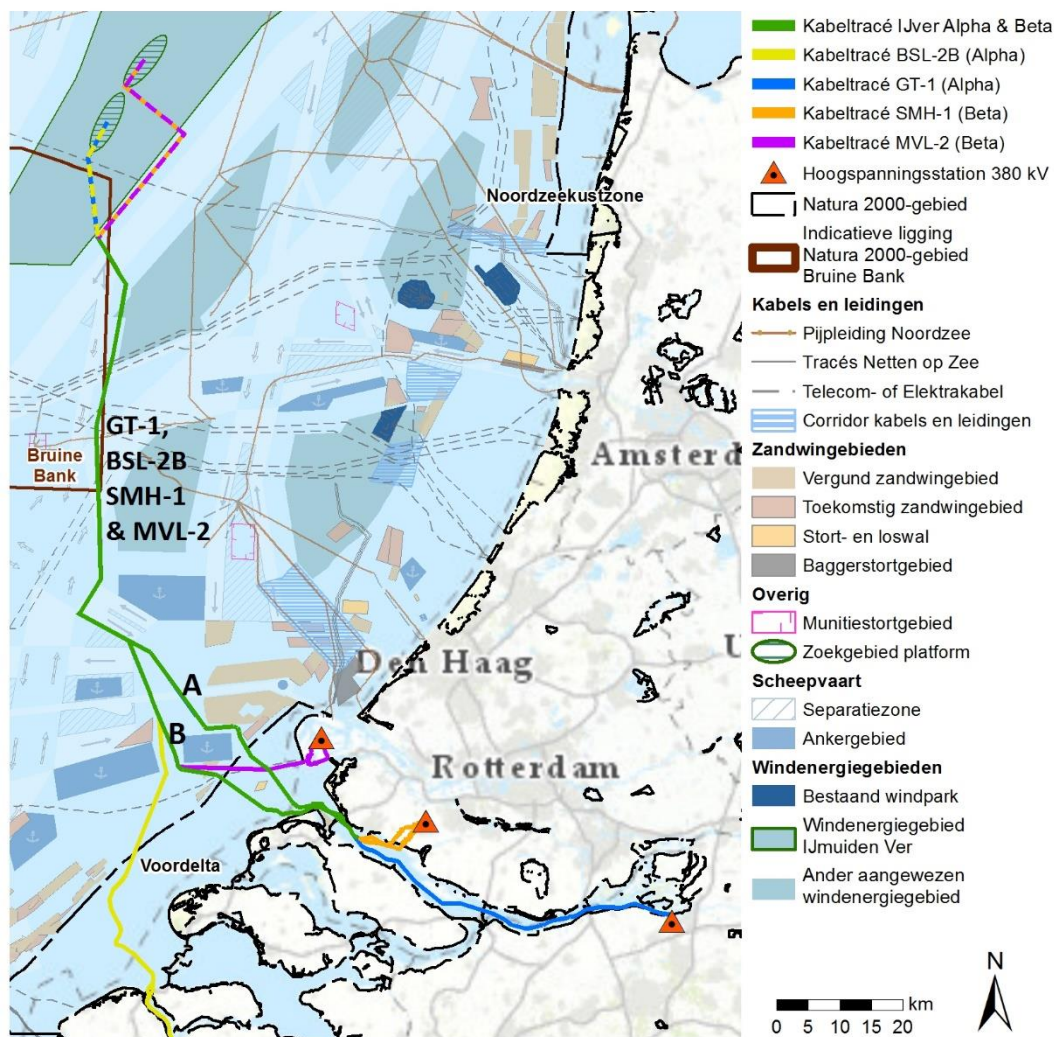 Noordzeekustzone
GT-1,
BSL-2B
SMH-1
& MVL-2
Bruine
Bank
Amsterd
A
B
Den Haag
U
Rotterdam
Voordelta
Kabeltracé IJver Alpha & Beta
Kabeltracé BSL-2B (Alpha)
Kabeltracé GT-1 (Alpha)
Kabeltracé SMH-1 (Beta)
Kabeltracé MVL-2 (Beta)
Hoogspanningsstation 380 kV
Natura 2000-gebied
Indicatieve ligging
Natura 2000-gebied
Bruine Bank
Kabels en leidingen
Pijpleiding Noordzee
Tracés Netten op Zee
Telecom- of Elektrakabel
Corridor kabels en leidingen
Zandwingebieden
Vergund zandwingebied
Toekomstig zandwingebied
Stort- en loswal
Baggerstortgebied
Overig
Munitiestortgebied
Zoekgebied platform
Scheepvaart
Separatiezone
Ankergebied
Windenergiegebieden
Bestaand windpark
Windenergiegebied
IJmuiden Ver
Ander aangewezen
windenergiegebied
N
km
0 5 10 15 20